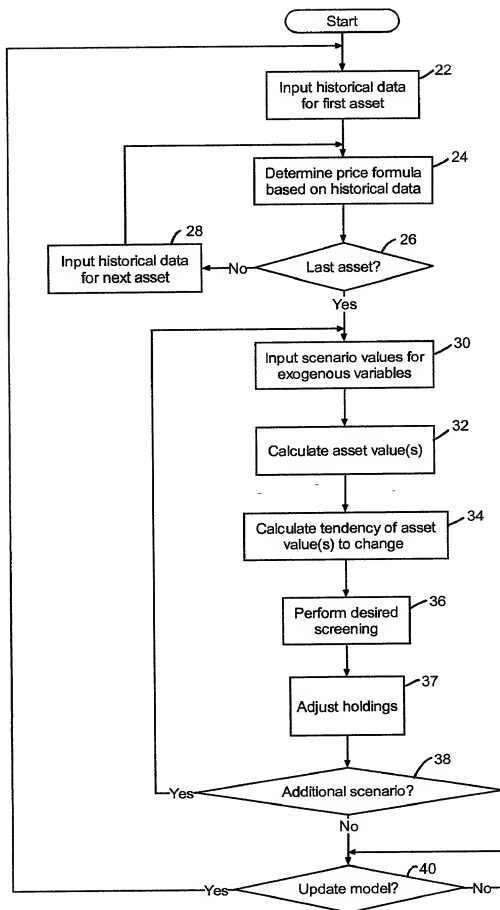 Start
22
Input historical data
for first asset
24
Determine price formula
based on historical data
28
Input historical data
for next asset
No
26
Last asset?
Yes
30
Input scenario values for
exogenous variables
32
Calculate asset value(s)
34
Calculate tendency of asset
value(s) to change
36
Perform desired
screening
37
Adjust holdings
38
Yes
Additional scenario?
No
40
Yes
Update model?
No